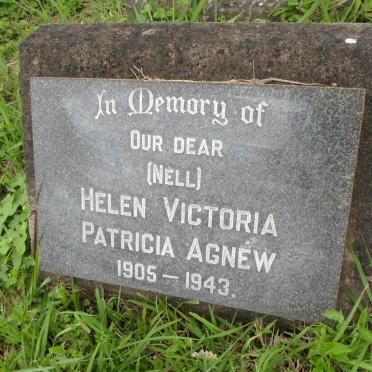 In Memory of
OUR DEAR
(NELL)
HELEN VICTORIA
PATRICIA AGNEW
1905 — 1943.